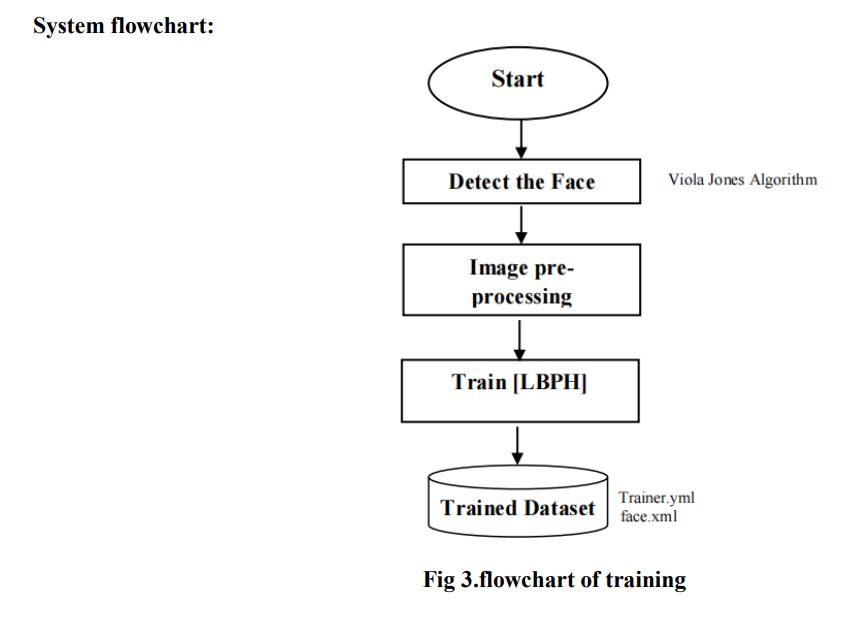 System flowchart:
Start
Detect the Face
Viola Jones Algorithm
Image pre-
processing
Train [LBPH]
Trained Dataset
Trainer.yml
face.xml
Fig 3.flowchart of training